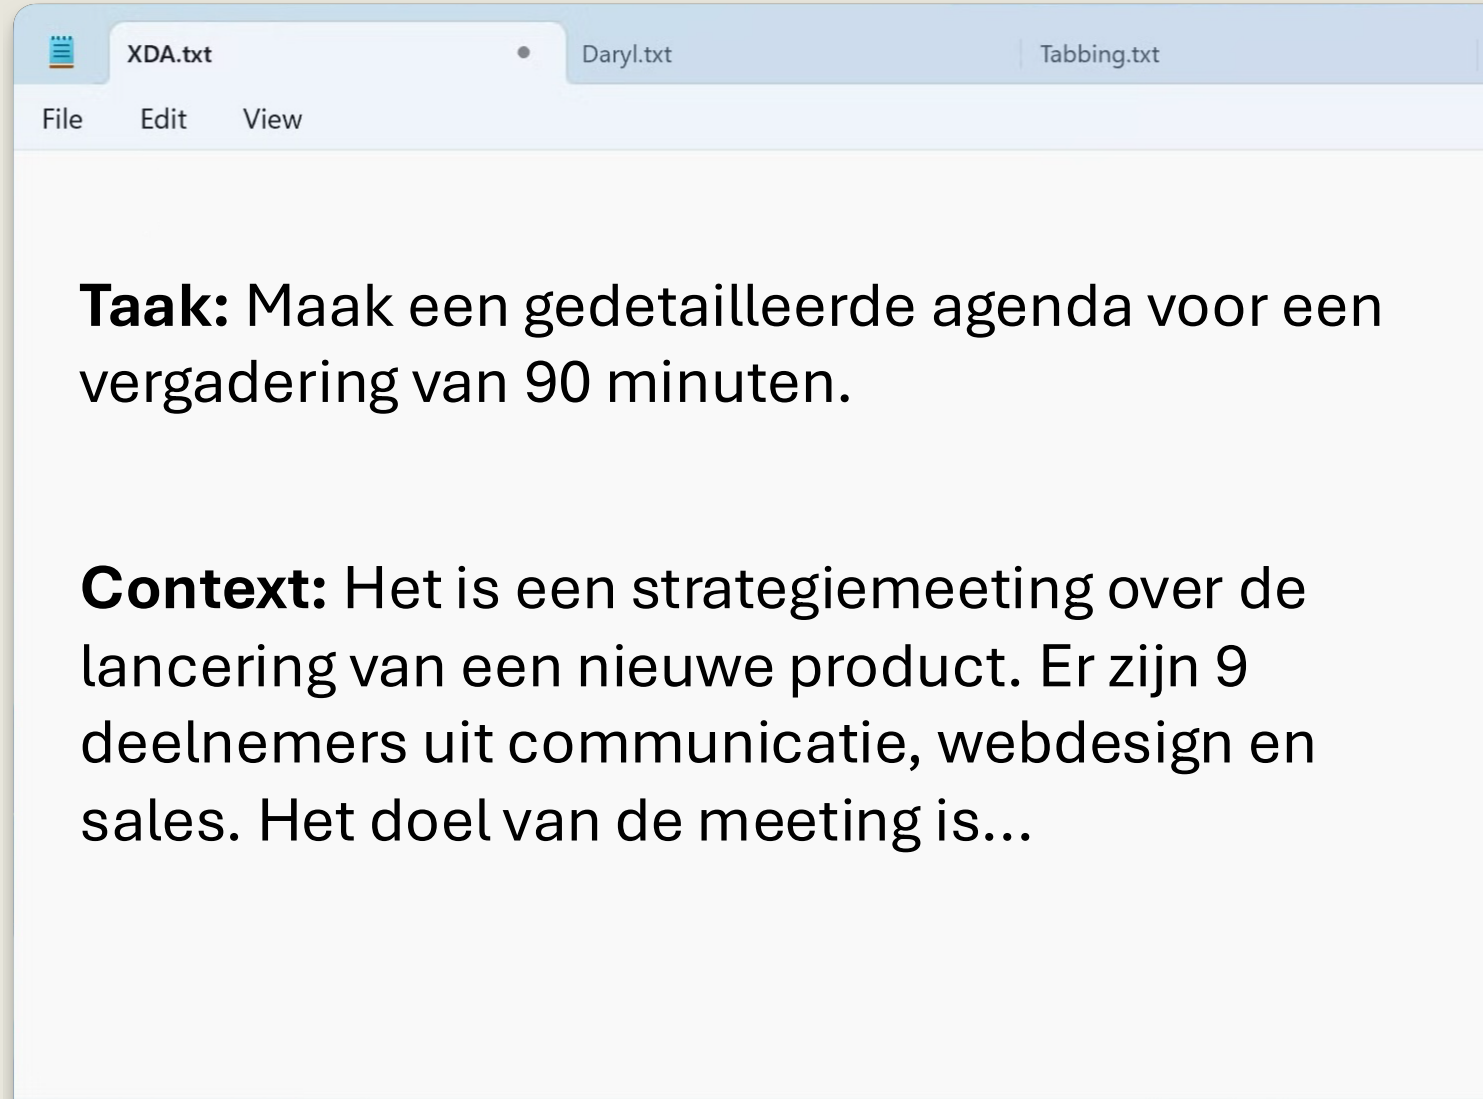 XDA.txt
Daryl.txt
Tabbing.txt
File
Edit
View
Taak: Maak een gedetailleerde agenda voor een
vergadering van 90 minuten.
Context: Het is een strategiemeeting over de
lancering van een nieuwe product. Er zijn 9
deelnemers uit communicatie, webdesign en
sales. Het doel van de meeting is...